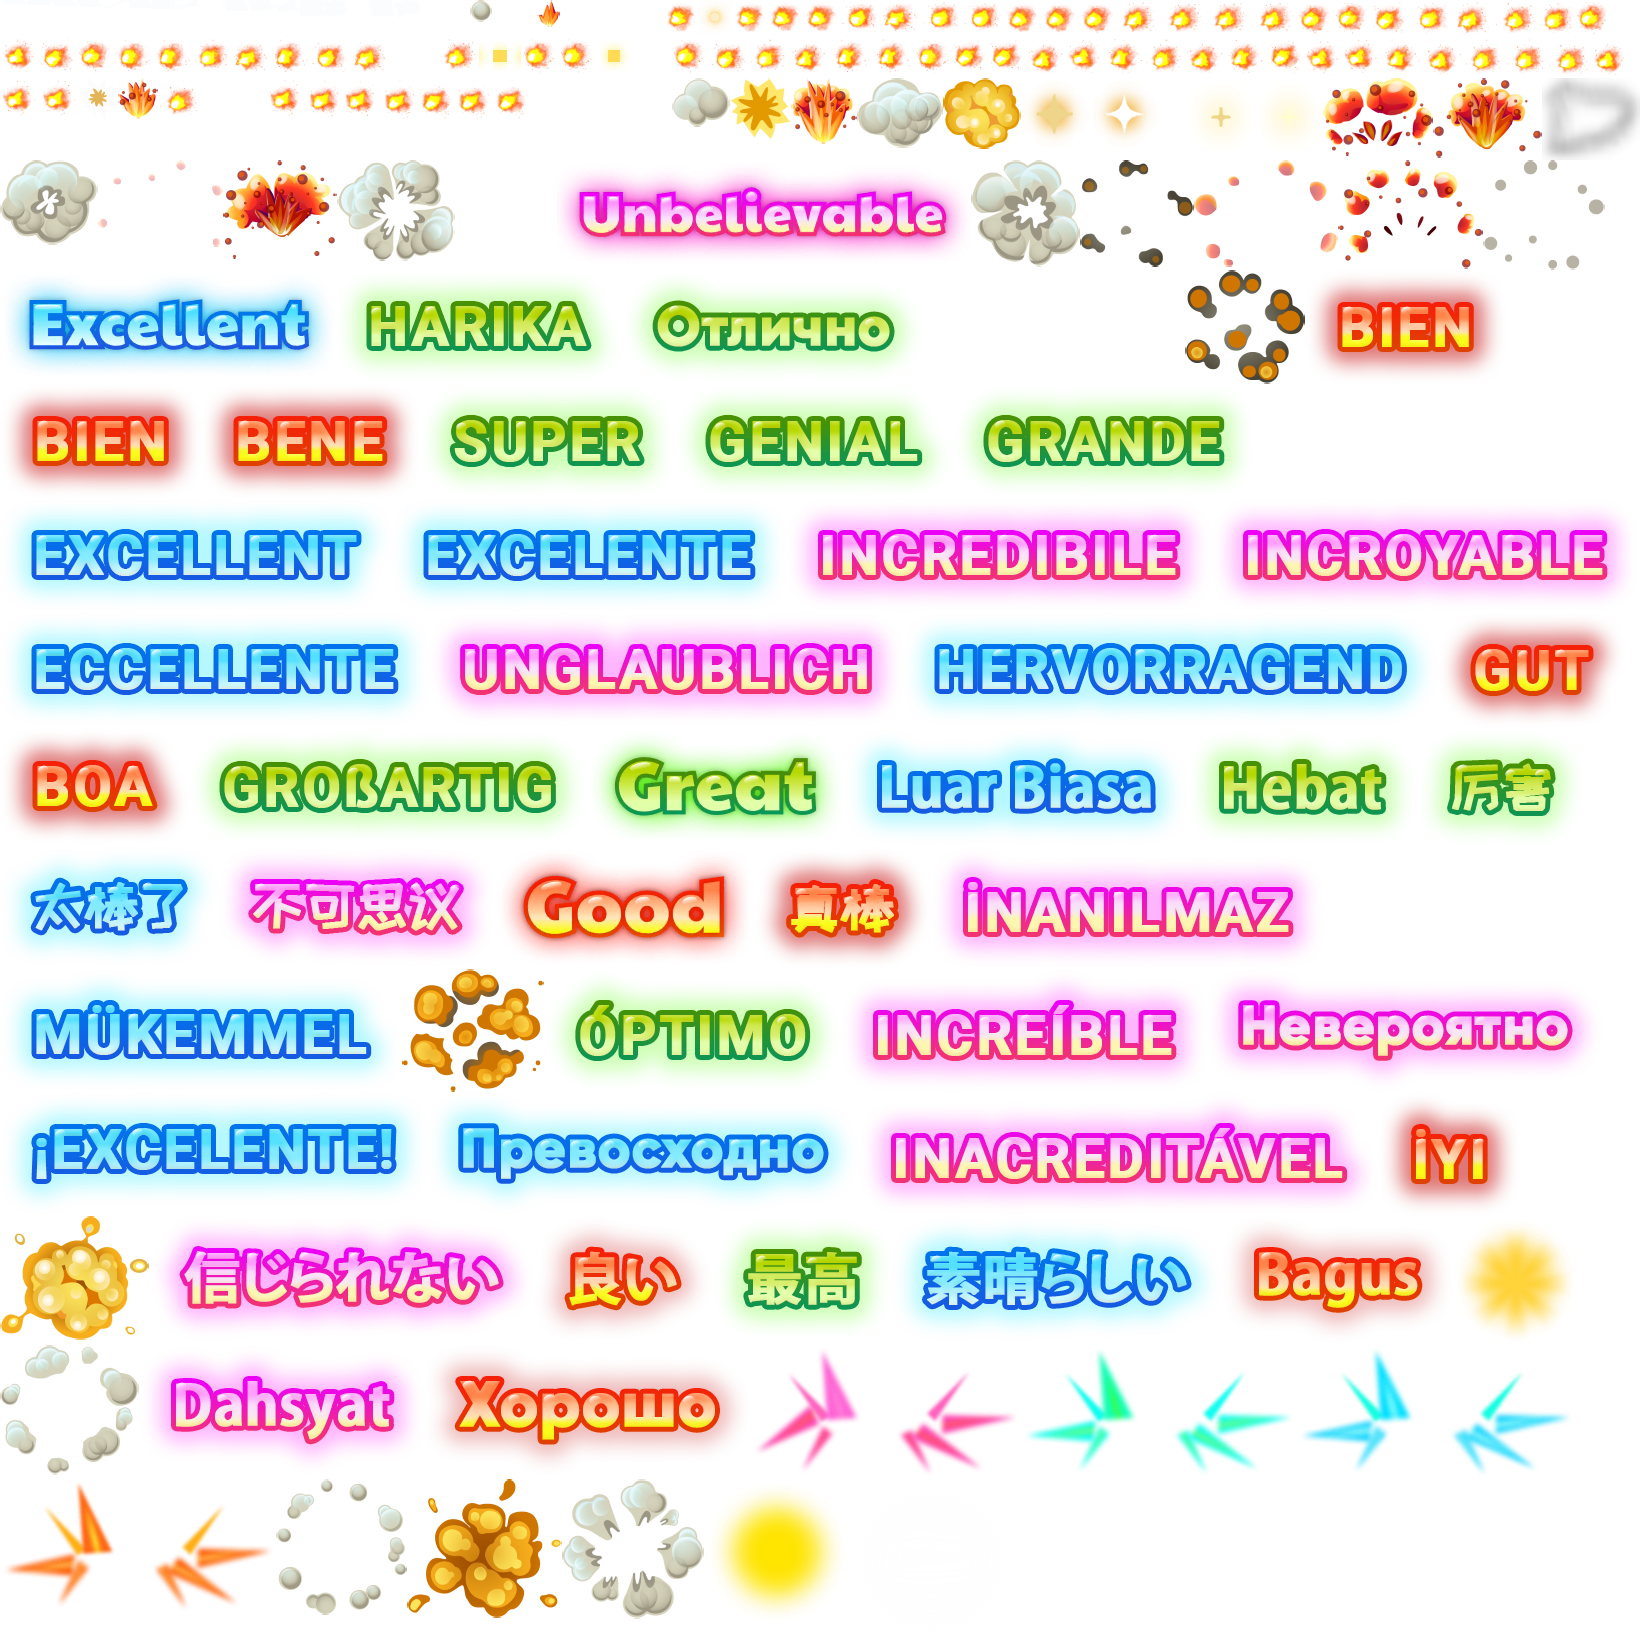 Unbelievable
Excellent HARIKA Отлично BIEN
BIEN BENE SUPER GENIAL GRANDE
EXCELLENT EXCELENTE INCREDIBILE INCROYABLE
ECCELLENTE UNGLAUBLICH HERVORRAGEND GUT
BOA GROßARTIG Great Luar Biasa Hebat 厉害
太棒了 不可思议 Good 真棒 İNANILMAZ
MÜKEMMEL ÓPTIMO INCREÍBLE Невероятно
¡EXCELENTE! Превосходно INACREDITÁVEL İYI
信じられない 良い 最高 素晴らしい Bagus
Dahsyat Хорошо